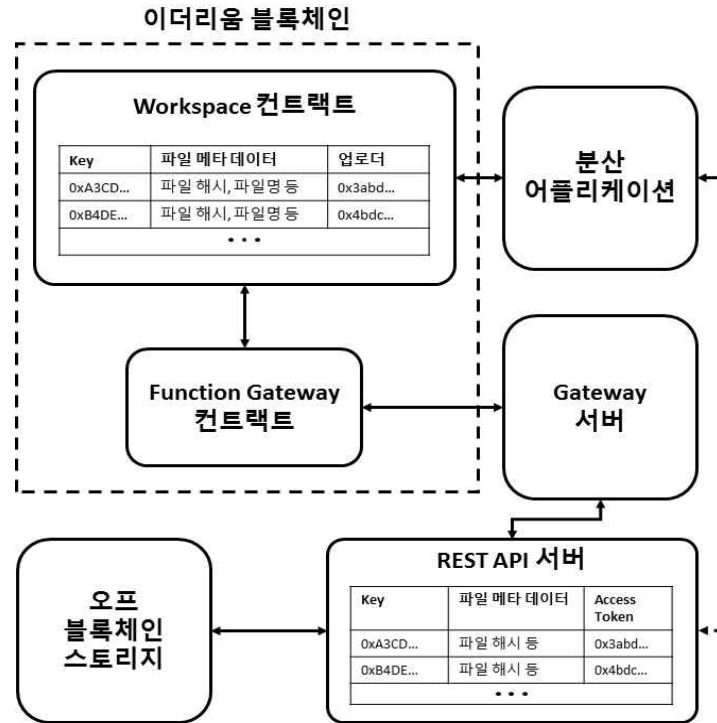 이더리움 블록체인
Workspace 컨트랙트
Key 파일 메타 데이터 업로더
0xA3CD... 파일 해시, 파일명 등 0x3abd...
0xB4DE... 파일 해시, 파일명 등 0x4bdc...
• • •
분산
어플리케이션
Function Gateway
컨트랙트
Gateway
서버
오프
블록체인
스토리지
REST API 서버
Key 파일 메타 데이터 Access
Token
0xA3CD... 파일 해시 등 0x3abd...
0xB4DE... 파일 해시 등 0x4bdc...
• • •